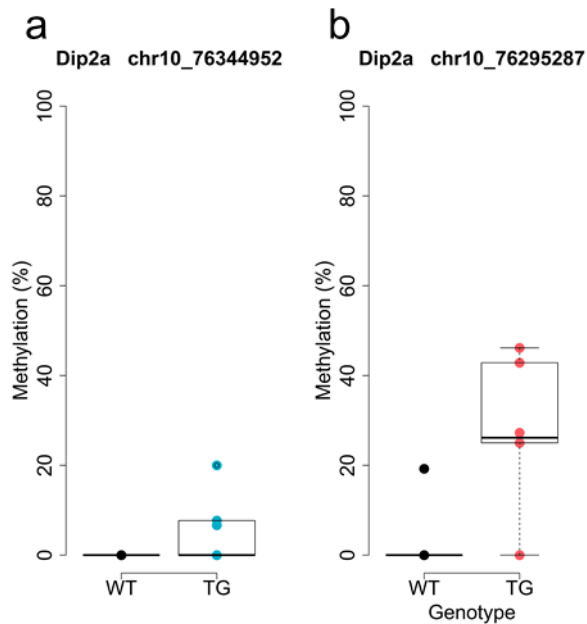 a
Dip2a chr10_76344952
Methylation (%)
100
80
60
40
20
0
WT TG
b
Dip2a chr10_76295287
Methylation (%)
100
80
60
40
20
0
WT TG
Genotype